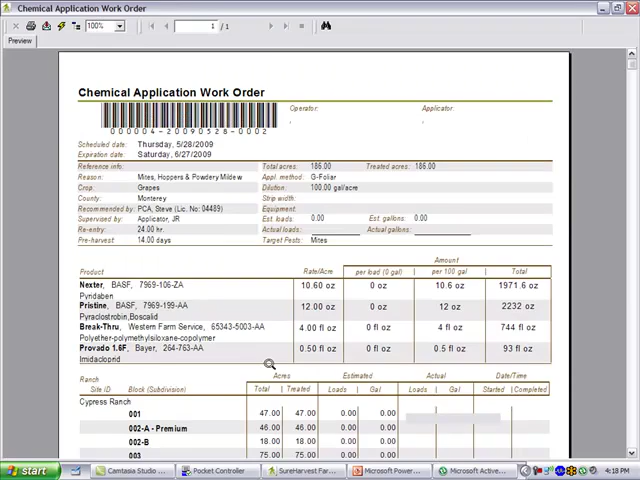 Chemical Application Work Order
100% 1 / 1
Preview
Chemical Application Work Order
Operator: Applicator:
, ,
000004-20090528-0002
Scheduled date: Thursday, 5/28/2009
Expiration date: Saturday, 6/27/2009
Reference info: Total acres: 186.00 Treated acres: 186.00
Reason: Mites, Hoppers & Powdery Mildew Appl. method: G-Foliar
Crop: Grapes Dilution: 100.00 gal/acre
County: Monterey Strip width:
Recommended by: PCA, Steve (Lic. No: 04489) Equipment:
Supervised by: Applicator, JR Est loads: 0.00 Est gallons: 0.00
Re-entry: 24.00 hr. Actual loads: Actual gallons:
Pre-harvest: 14.00 days Target Pests: Mites
Amount
Product Rate/Acre per load (0 gal) per 100 gal Total
Nexter, BASF, 7969-106-ZA 10.60 oz 0 oz 10.6 oz 1971.6 oz
Pyridaben
Pristine, BASF, 7969-199-AA 12.00 oz 0 oz 12 oz 2232 oz
Pyraclostrobin,Boscalid
Break-Thru, Western Farm Service, 65343-5003-AA 4.00 fl oz 0 fl oz 4 fl oz 744 fl oz
Polyether-polymethylsiloxane-copolymer
Provado 1.6F, Bayer, 264-763-AA 0.50 fl oz 0 fl oz 0.5 fl oz 93 fl oz
Imidacloprid
Ranch Acres Estimated Actual Date/Time
Site ID Block (Subdivision) Total Treated Loads Gal Loads Gal Started Completed
Cypress Ranch
001 47.00 47.00 0.00 0.00
002-A - Premium 46.00 46.00 0.00 0.00
002-B 18.00 18.00 0.00 0.00
003 75.00 75.00 0.00 0.00
start Camtasia Studio ... Pocket Controller SureHarvest Far... Microsoft Power... Microsoft Active... 4:18 PM